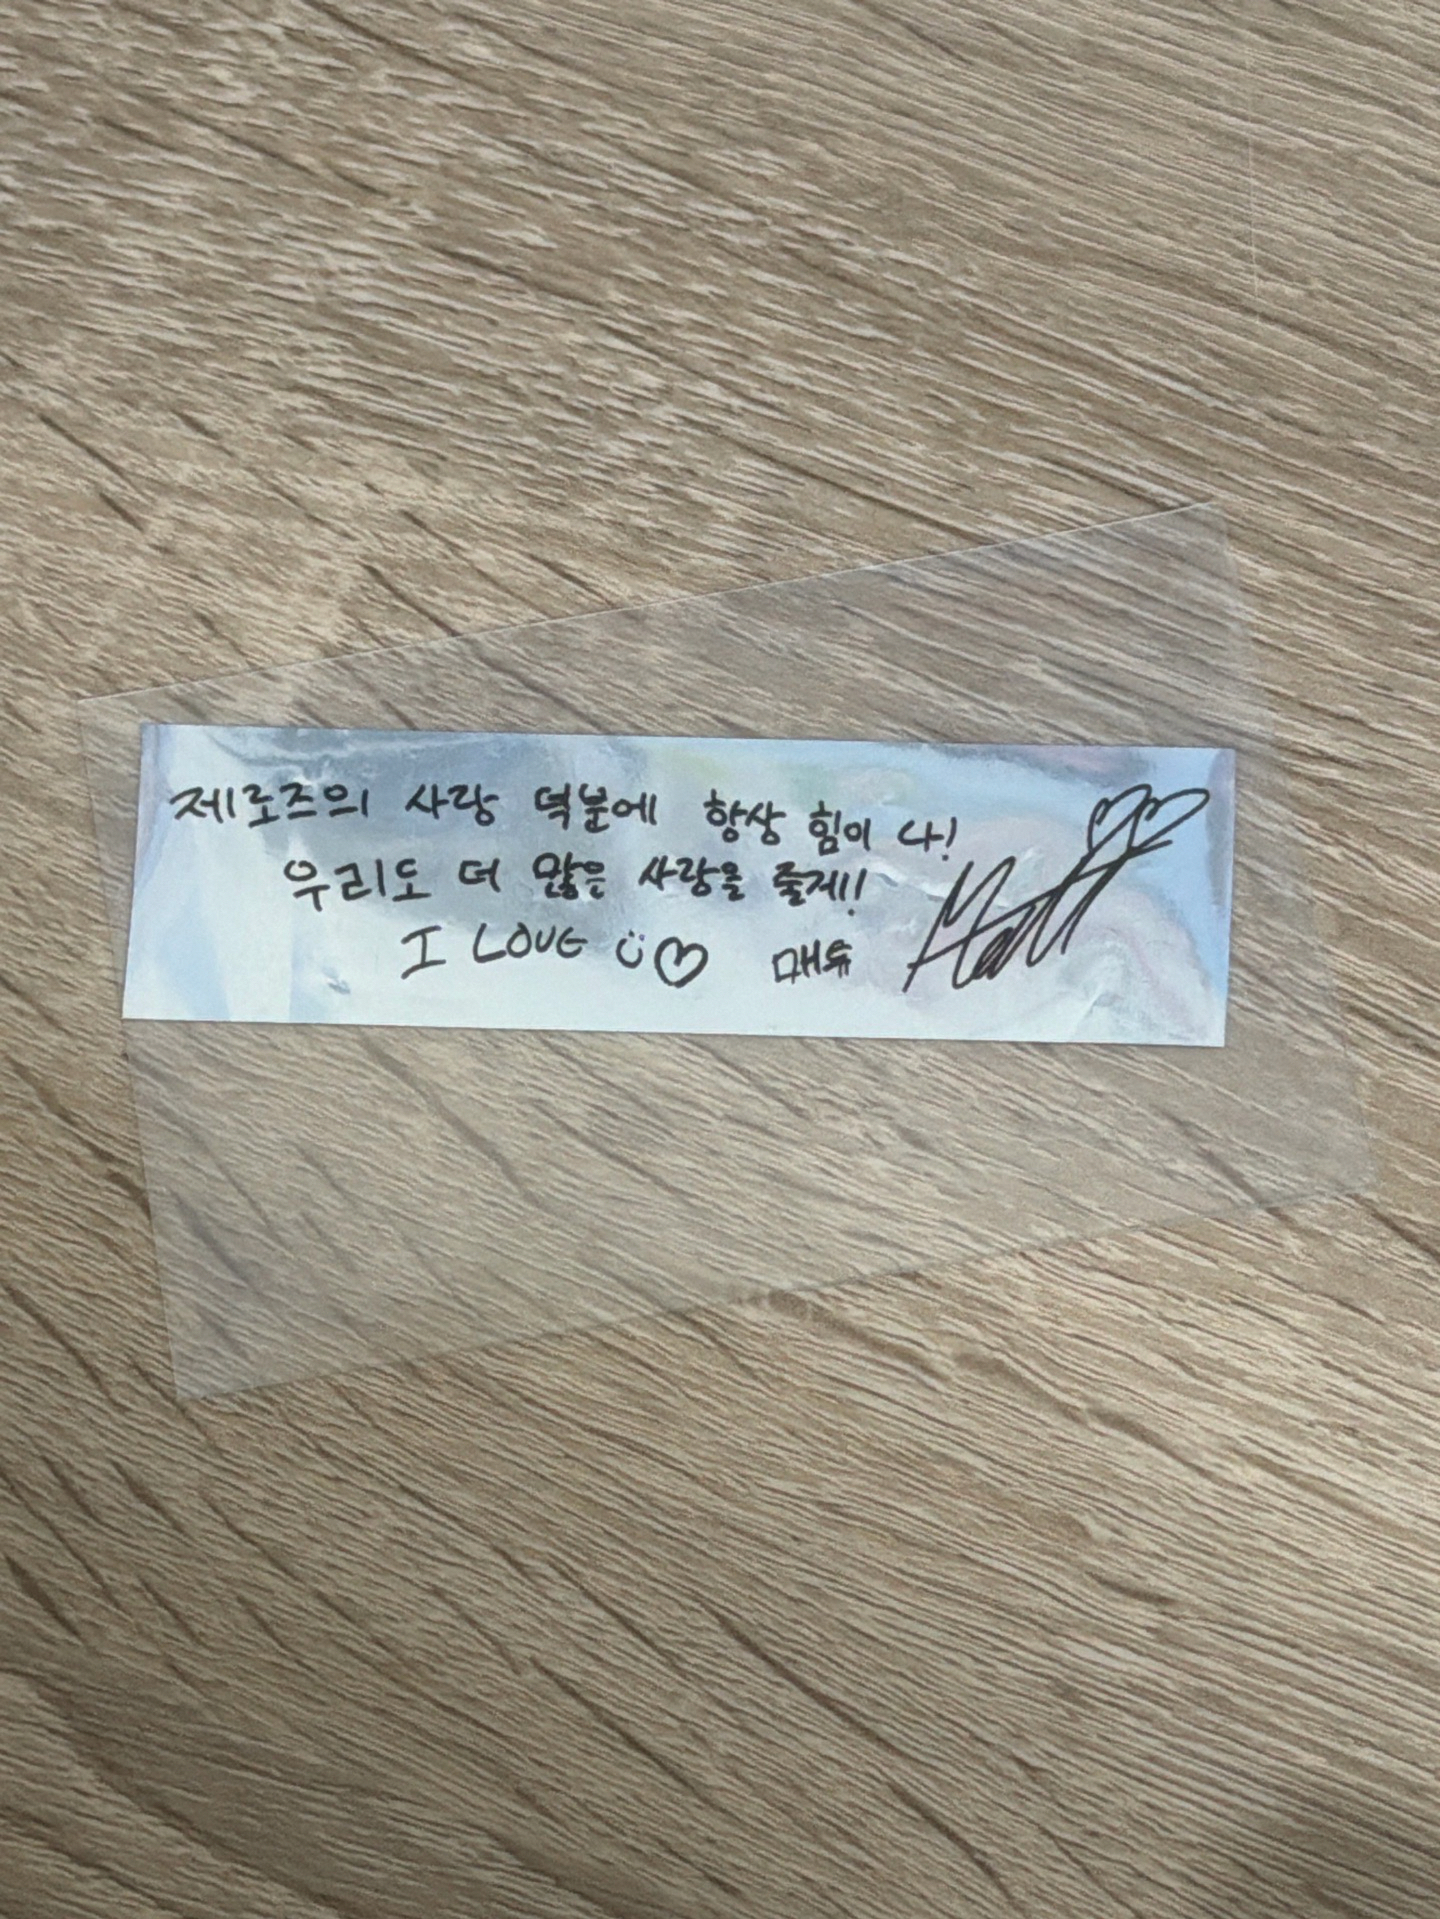 제로즈의 사랑 덕분에 항상 힘이 나!
우리도 더 많은 사랑을 줄게!!
I LOVE ü♡ 매튜
Matt